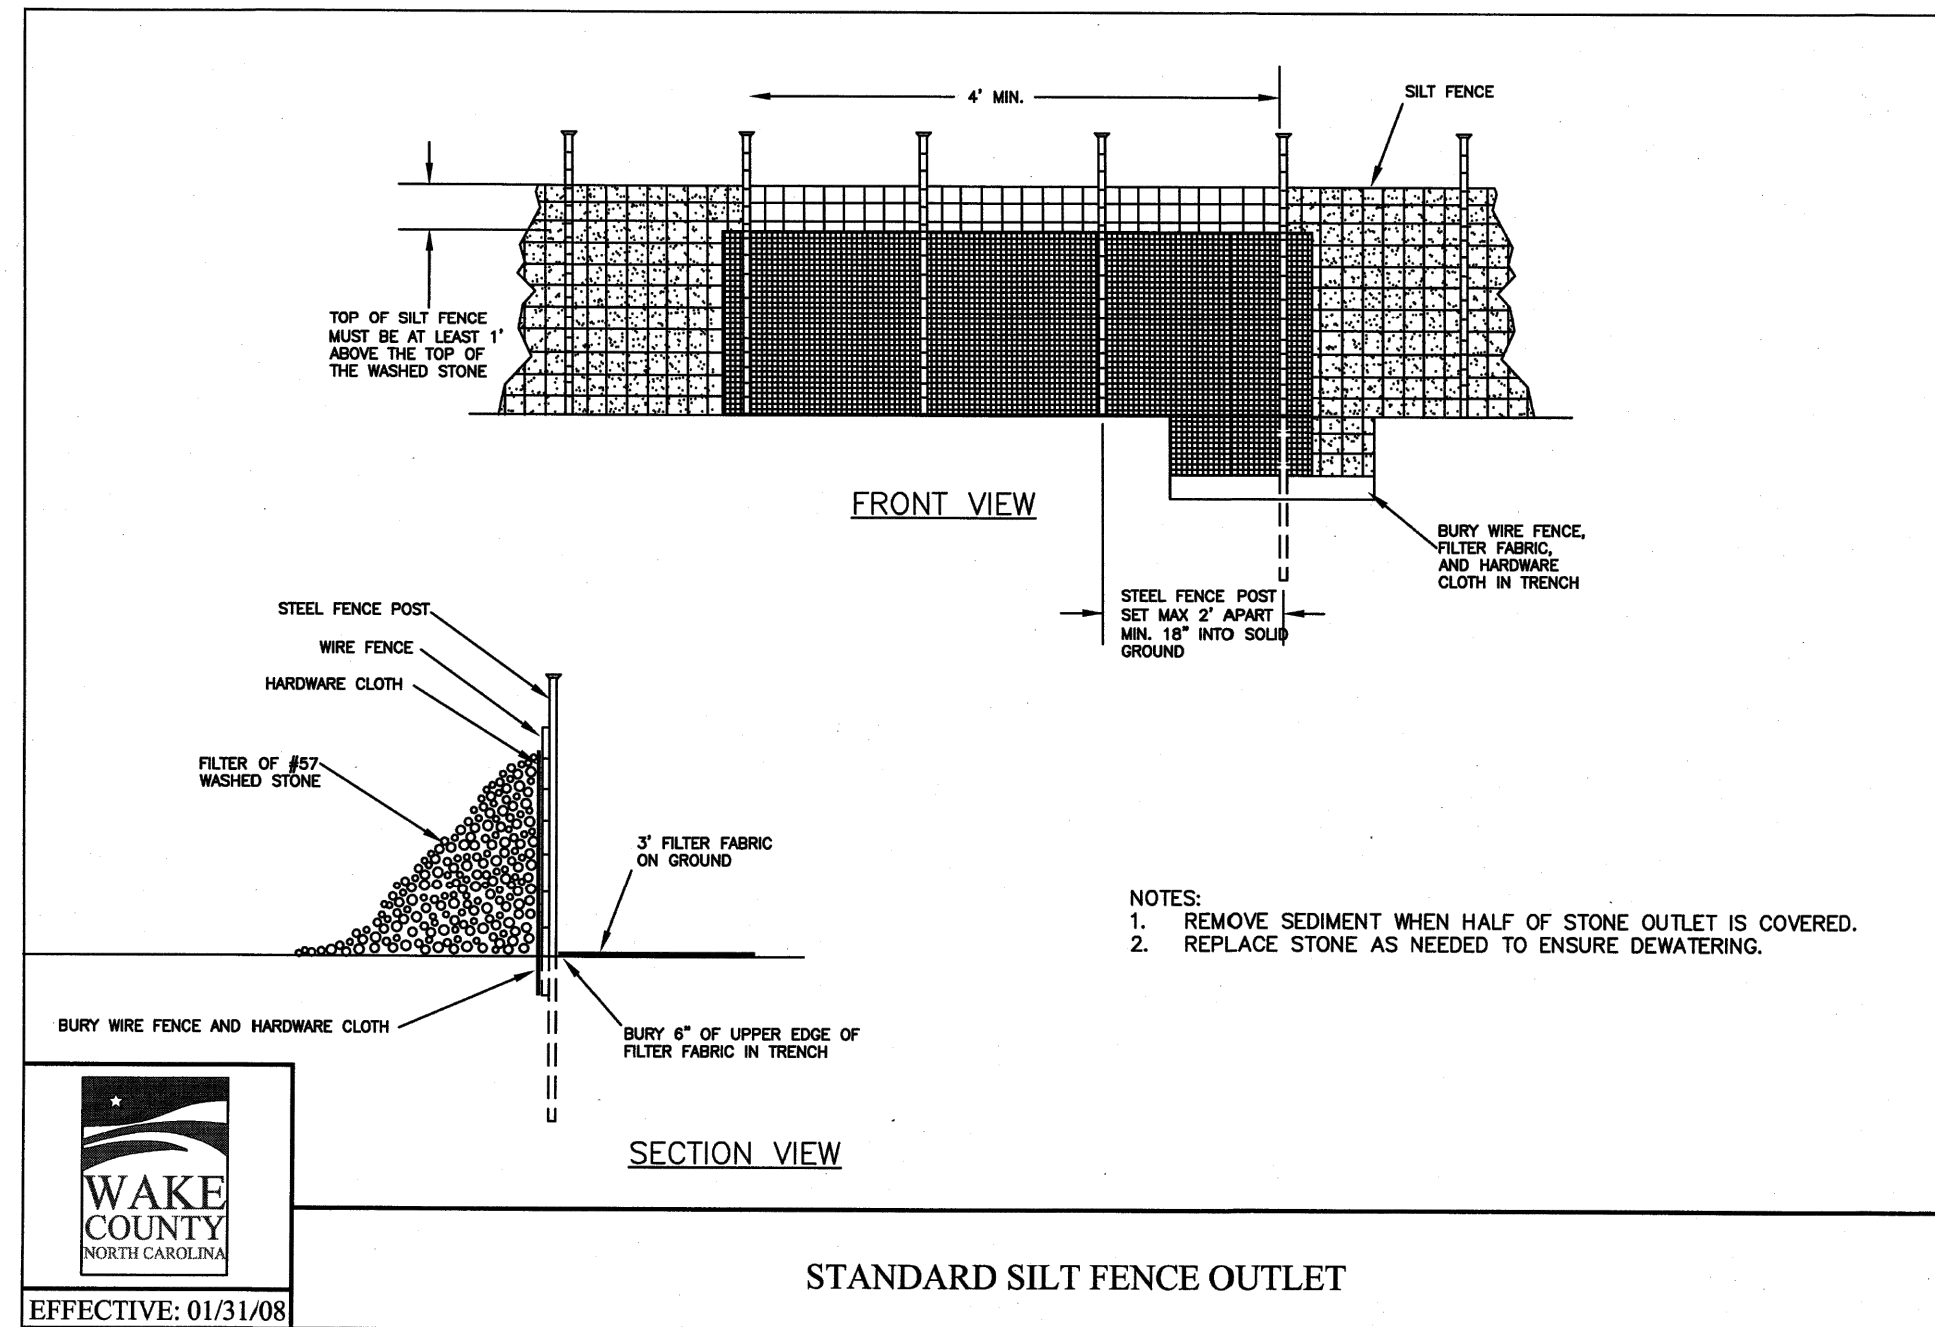 4' MIN.
SILT FENCE
TOP OF SILT FENCE
MUST BE AT LEAST 1'
ABOVE THE TOP OF
THE WASHED STONE
FRONT VIEW
BURY WIRE FENCE,
FILTER FABRIC,
AND HARDWARE
CLOTH IN TRENCH
STEEL FENCE POST
SET MAX 2' APART
MIN. 18" INTO SOLID
GROUND
STEEL FENCE POST
WIRE FENCE
HARDWARE CLOTH
FILTER OF #57
WASHED STONE
3' FILTER FABRIC
ON GROUND
BURY WIRE FENCE AND HARDWARE CLOTH
BURY 6" OF UPPER EDGE OF
FILTER FABRIC IN TRENCH
SECTION VIEW
NOTES:
1. REMOVE SEDIMENT WHEN HALF OF STONE OUTLET IS COVERED.
2. REPLACE STONE AS NEEDED TO ENSURE DEWATERING.
WAKE
COUNTY
NORTH CAROLINA
EFFECTIVE: 01/31/08
STANDARD SILT FENCE OUTLET